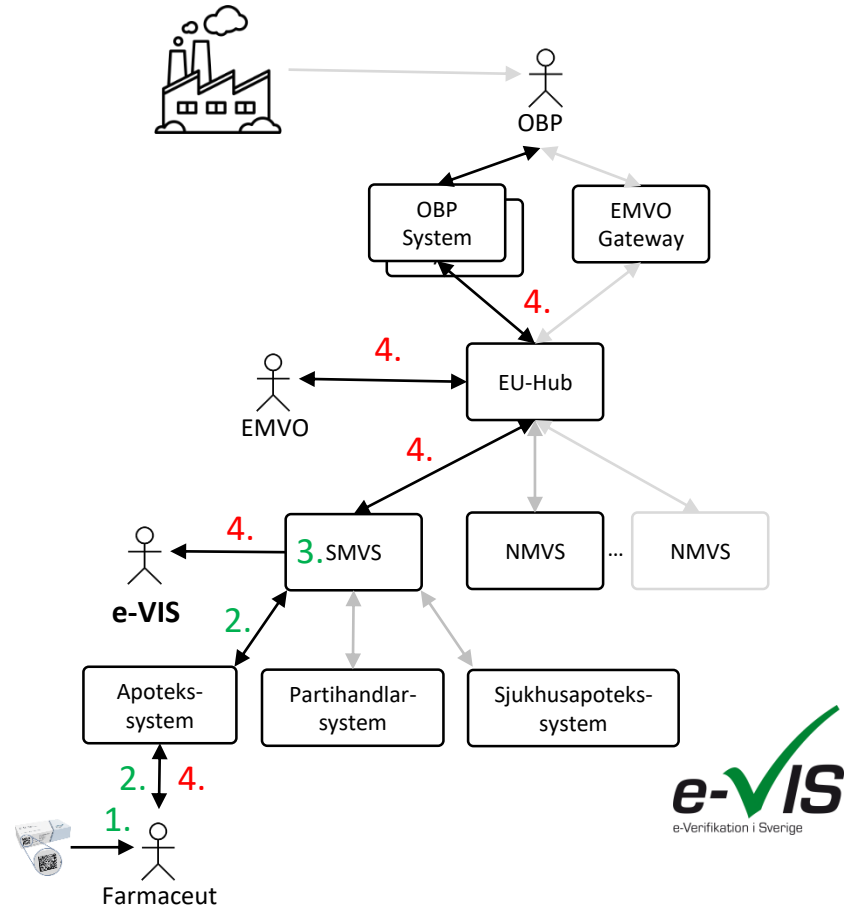 OBP
OBP
System
EMVO
Gateway
4.
4.
EU-Hub
EMVO
4.
4.
3.
SMVS
NMVS
...
NMVS
e-VIS
2.
Apoteks-
system
Partihandlar-
system
Sjukhusapoteks-
system
2.
4.
1.
Farmaceut
e-VIS
e-Verifikation i Sverige